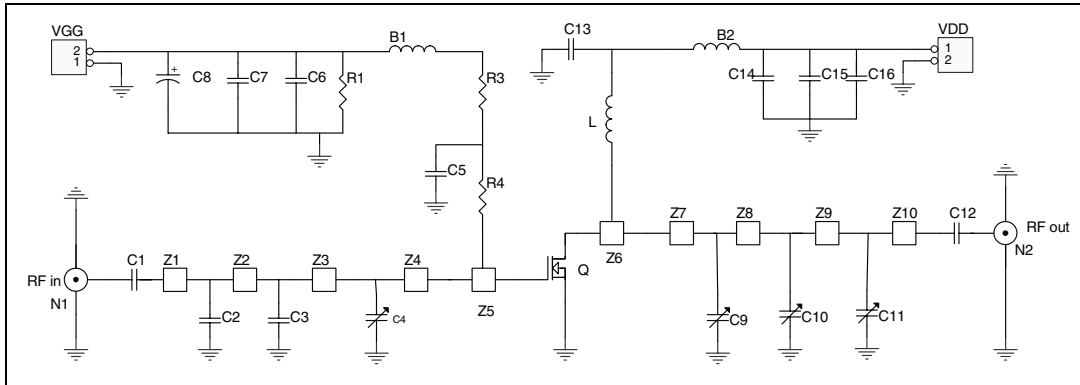 VGG
2
1
C8
+
C7
C6
R1
B1
R3
C5
R4
C13
B2
L
C14
C15
C16
VDD
1
2
RF in
N1
C1
Z1
C2
Z2
C3
Z3
C4
Z4
Z5
Q
Z6
Z7
C9
Z8
C10
Z9
C11
Z10
C12
RF out
N2